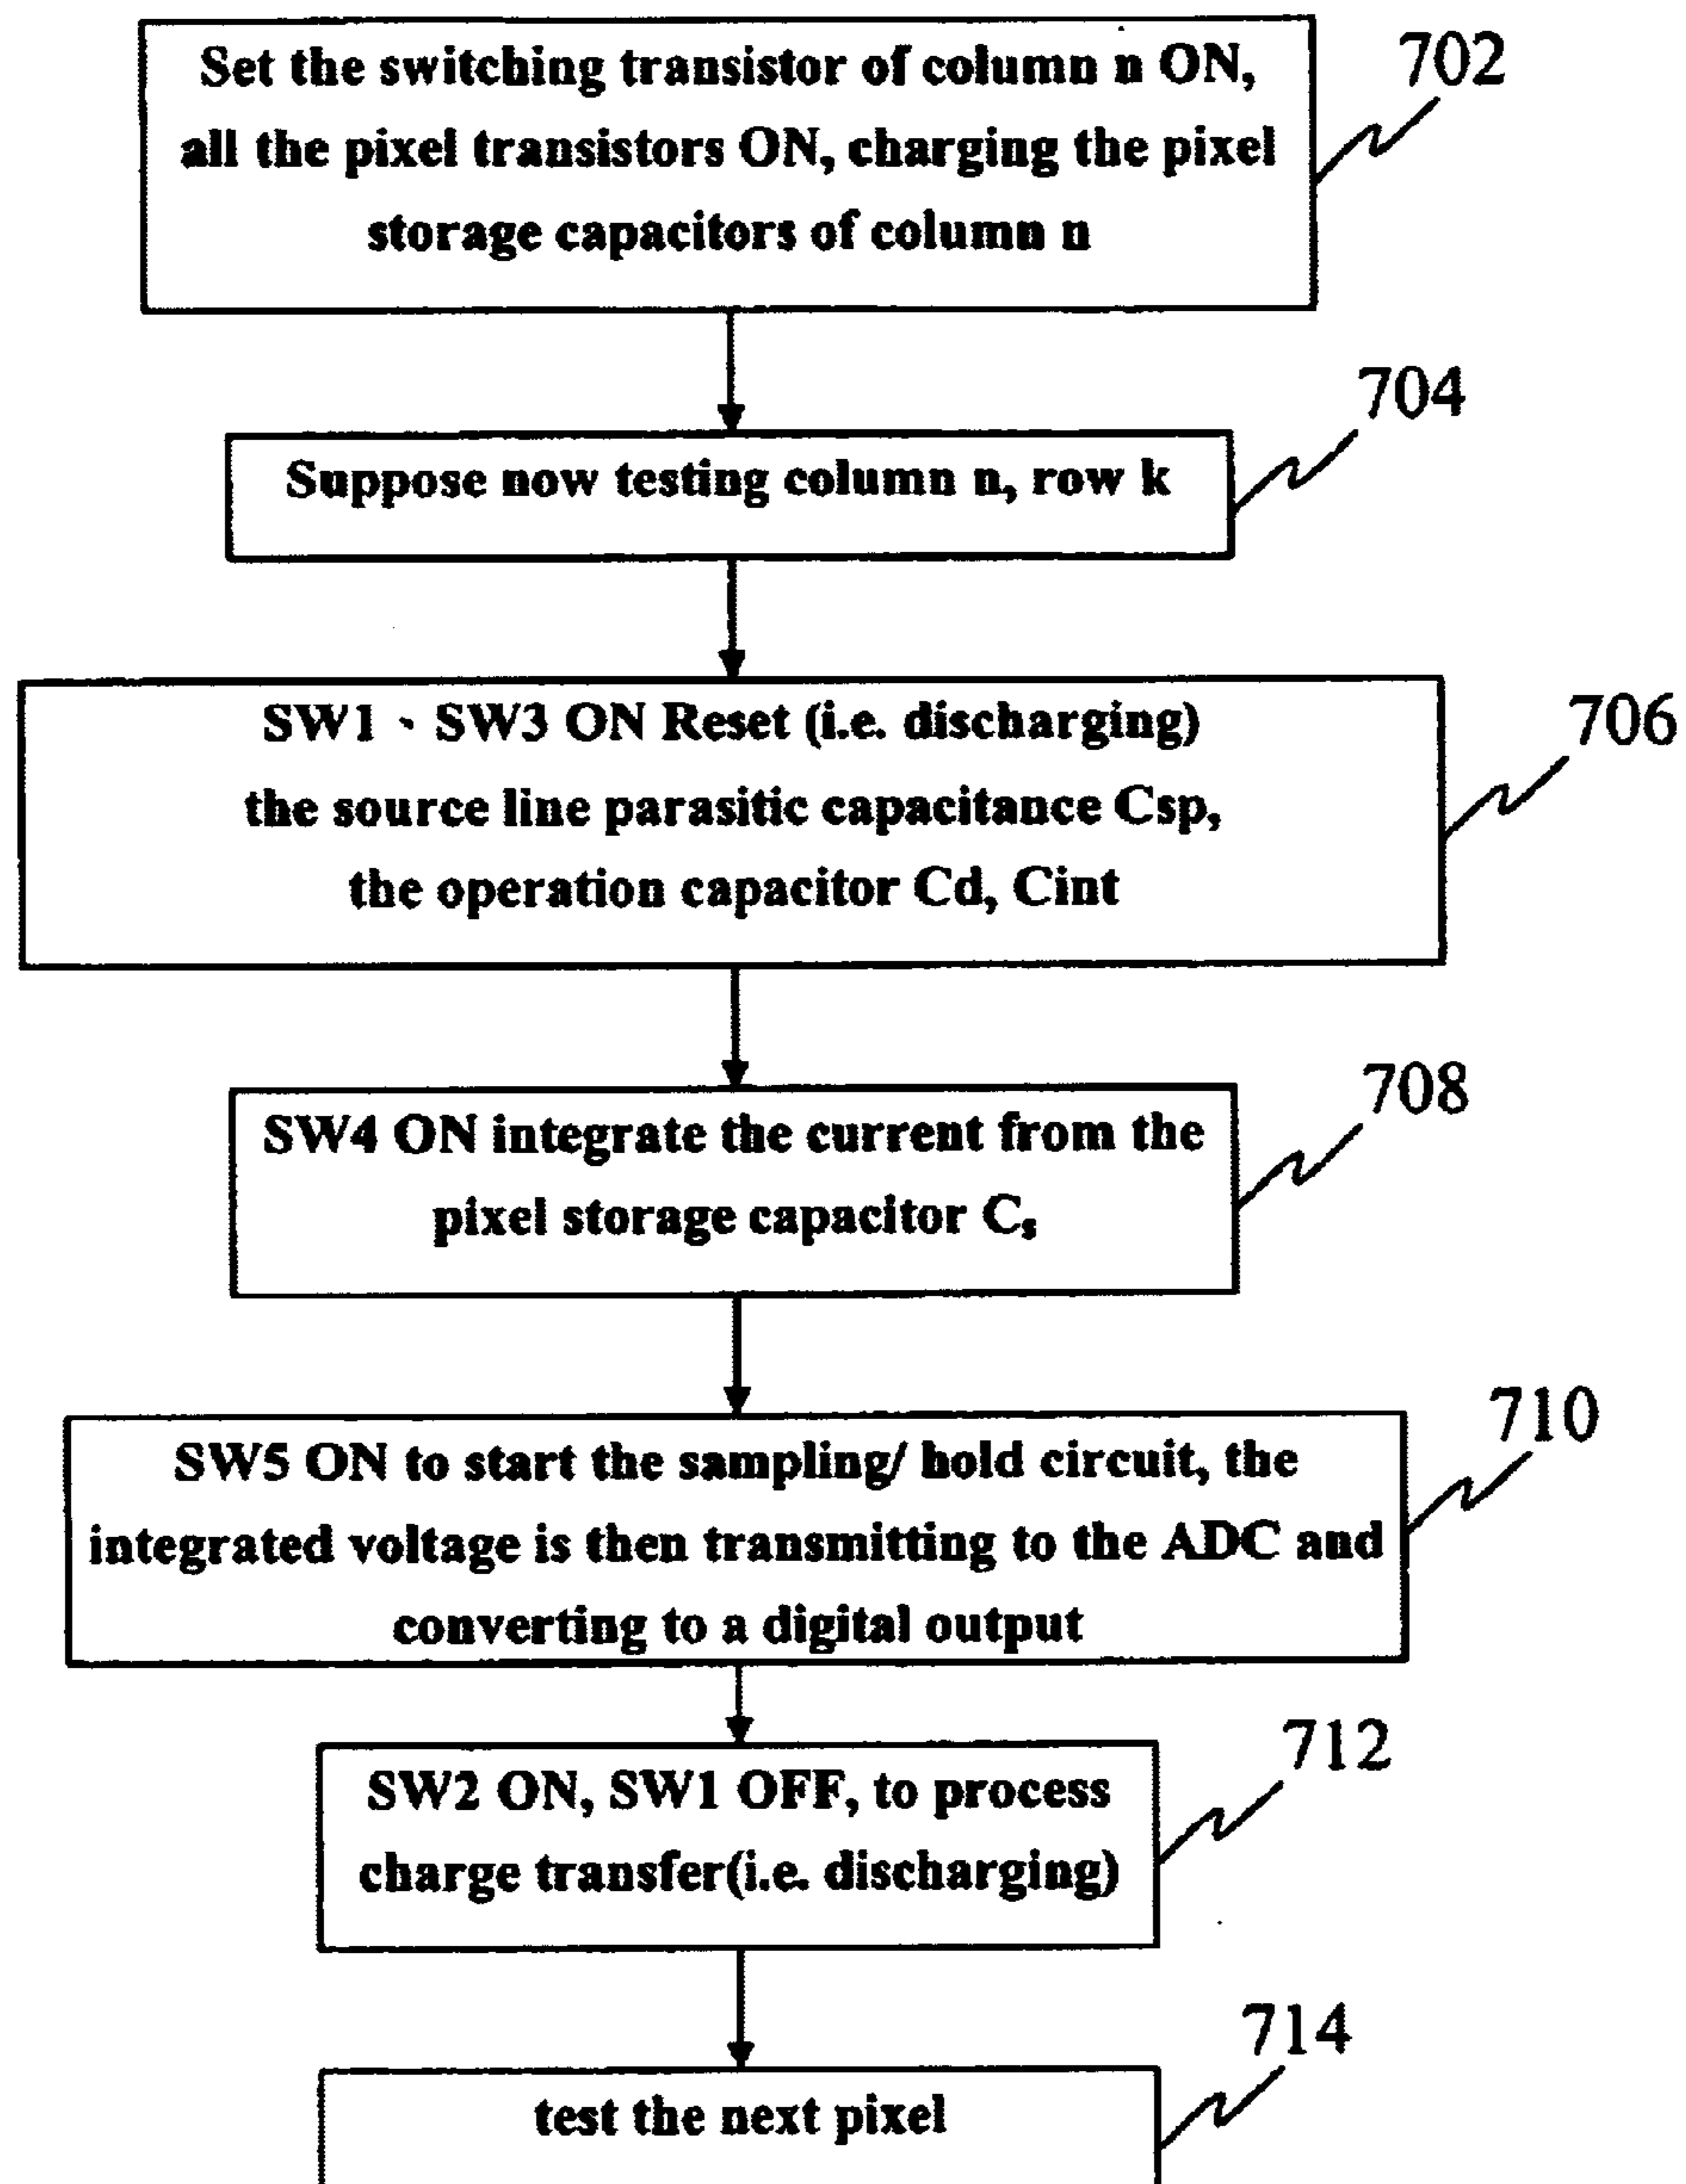 Set the switching transistor of column n ON,
all the pixel transistors ON, charging the pixel
storage capacitors of column n
702
Suppose now testing column n, row k
704
SW1、SW3 ON Reset (i.e. discharging)
the source line parasitic capacitance Csp,
the operation capacitor Cd, Cint
706
SW4 ON integrate the current from the
pixel storage capacitor Cs
708
SW5 ON to start the sampling/ hold circuit, the
integrated voltage is then transmitting to the ADC and
converting to a digital output
710
SW2 ON, SW1 OFF, to process
charge transfer(i.e. discharging)
712
test the next pixel
714